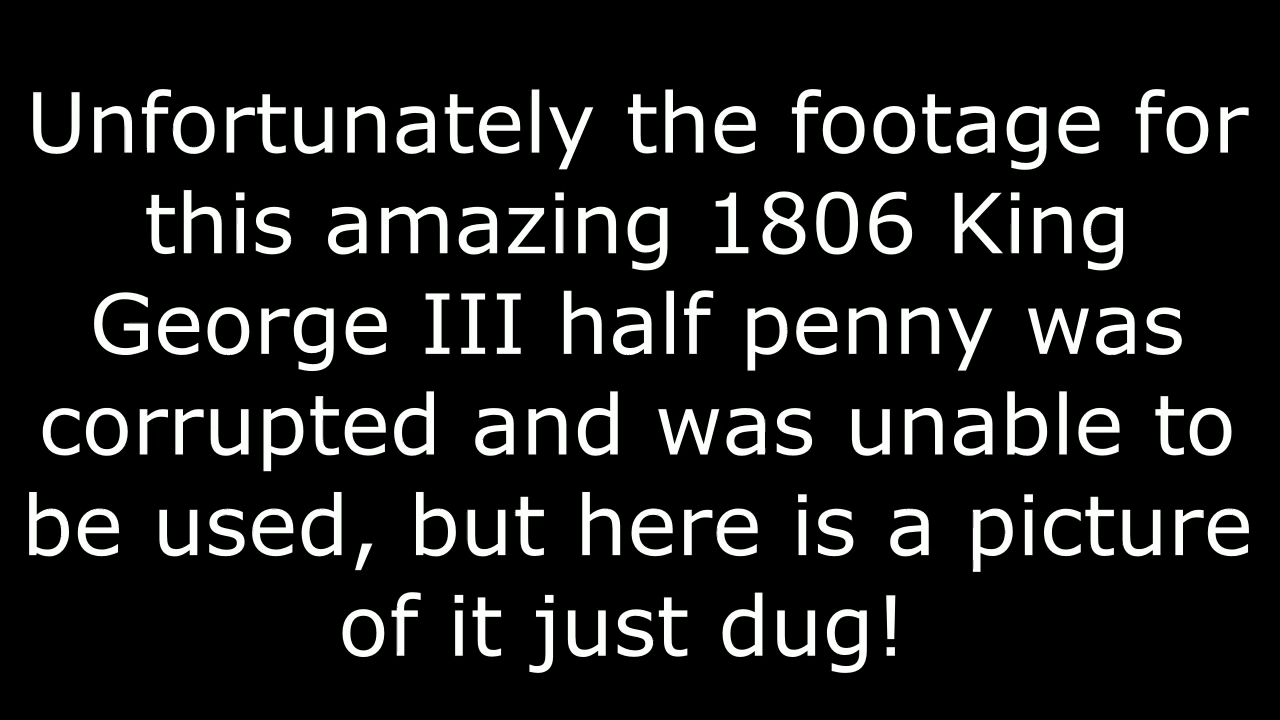 Unfortunately the footage for
this amazing 1806 King
George III half penny was
corrupted and was unable to
be used, but here is a picture
of it just dug!